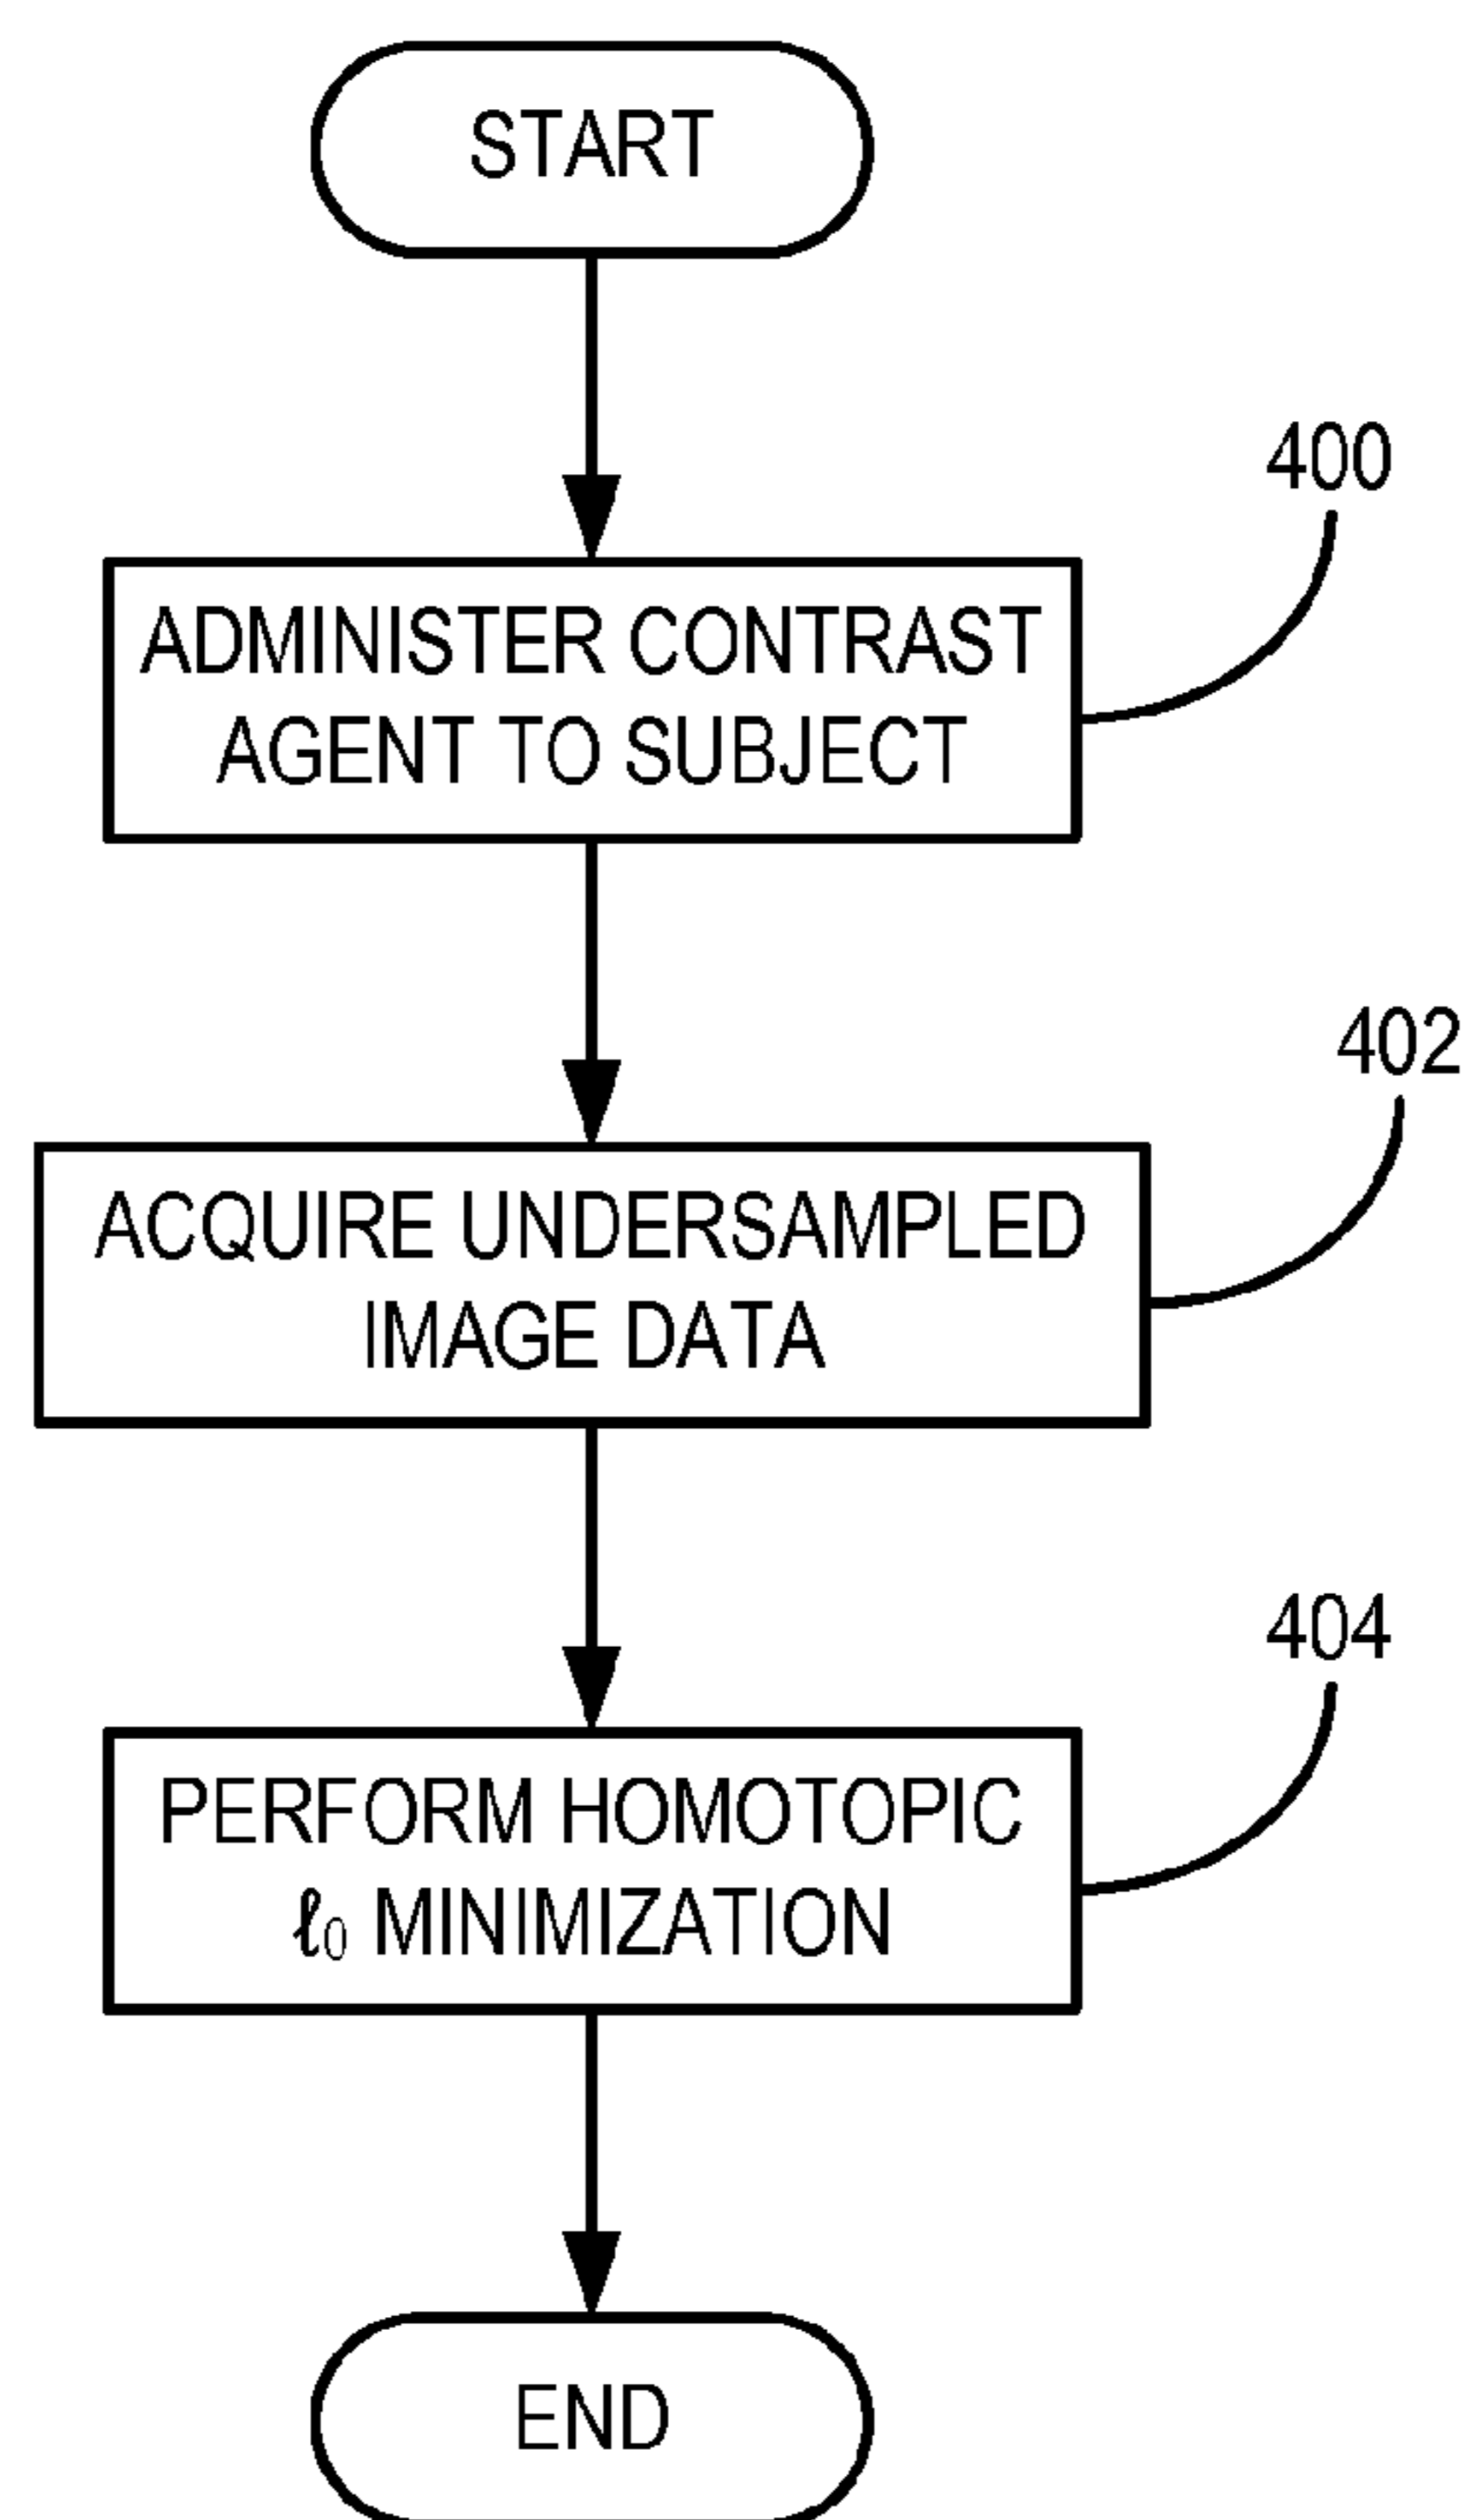 START
400
ADMINISTER CONTRAST
AGENT TO SUBJECT
402
ACQUIRE UNDERSAMPLED
IMAGE DATA
404
PERFORM HOMOTOPIC
ℓ₀ MINIMIZATION
END